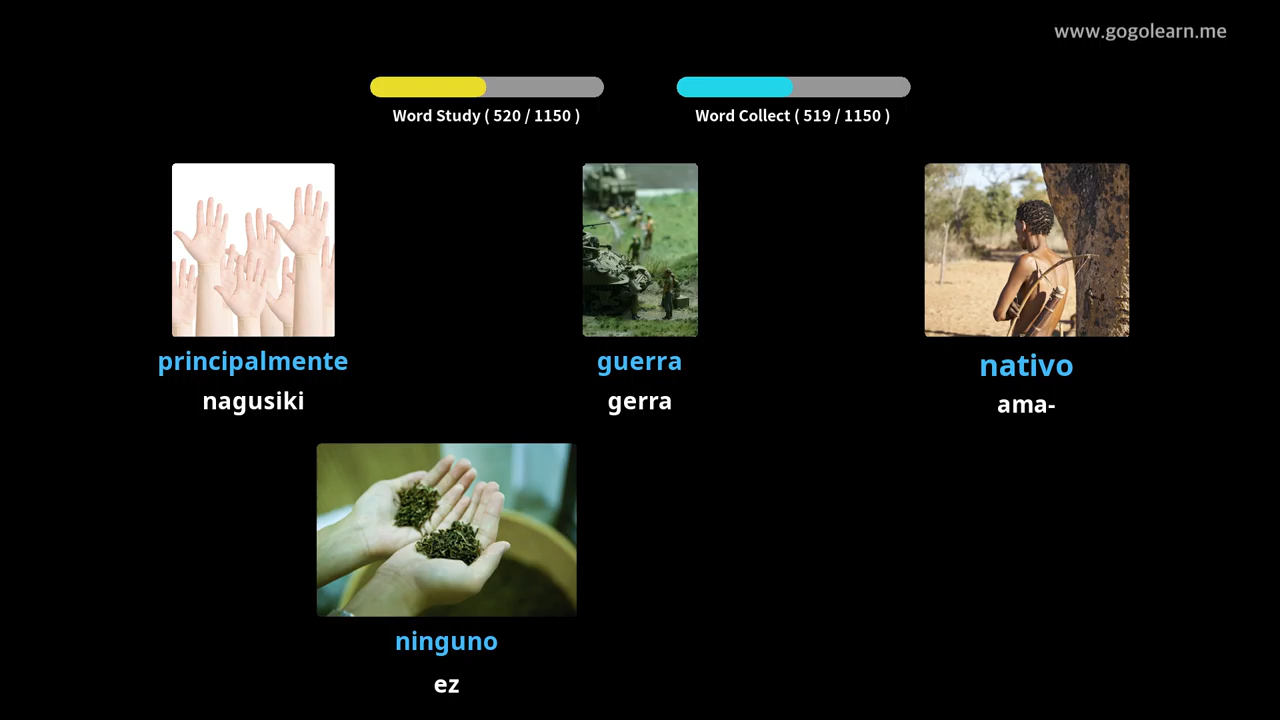 www.gogolearn.me
Word Study ( 520 / 1150 )
Word Collect ( 519 / 1150 )
principalmente
nagusiki
guerra
gerra
nativo
ama-
ninguno
ez